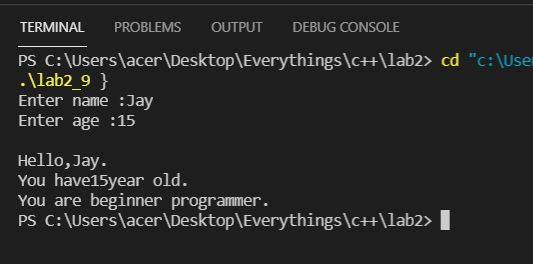 TERMINAL PROBLEMS OUTPUT DEBUG CONSOLE
PS C:\Users\acer\Desktop\Everythings\c++\lab2> cd "c:\Use
.\lab2_9 }
Enter name :Jay
Enter age :15
Hello,Jay.
You have15year old.
You are beginner programmer.
PS C:\Users\acer\Desktop\Everythings\c++\lab2>